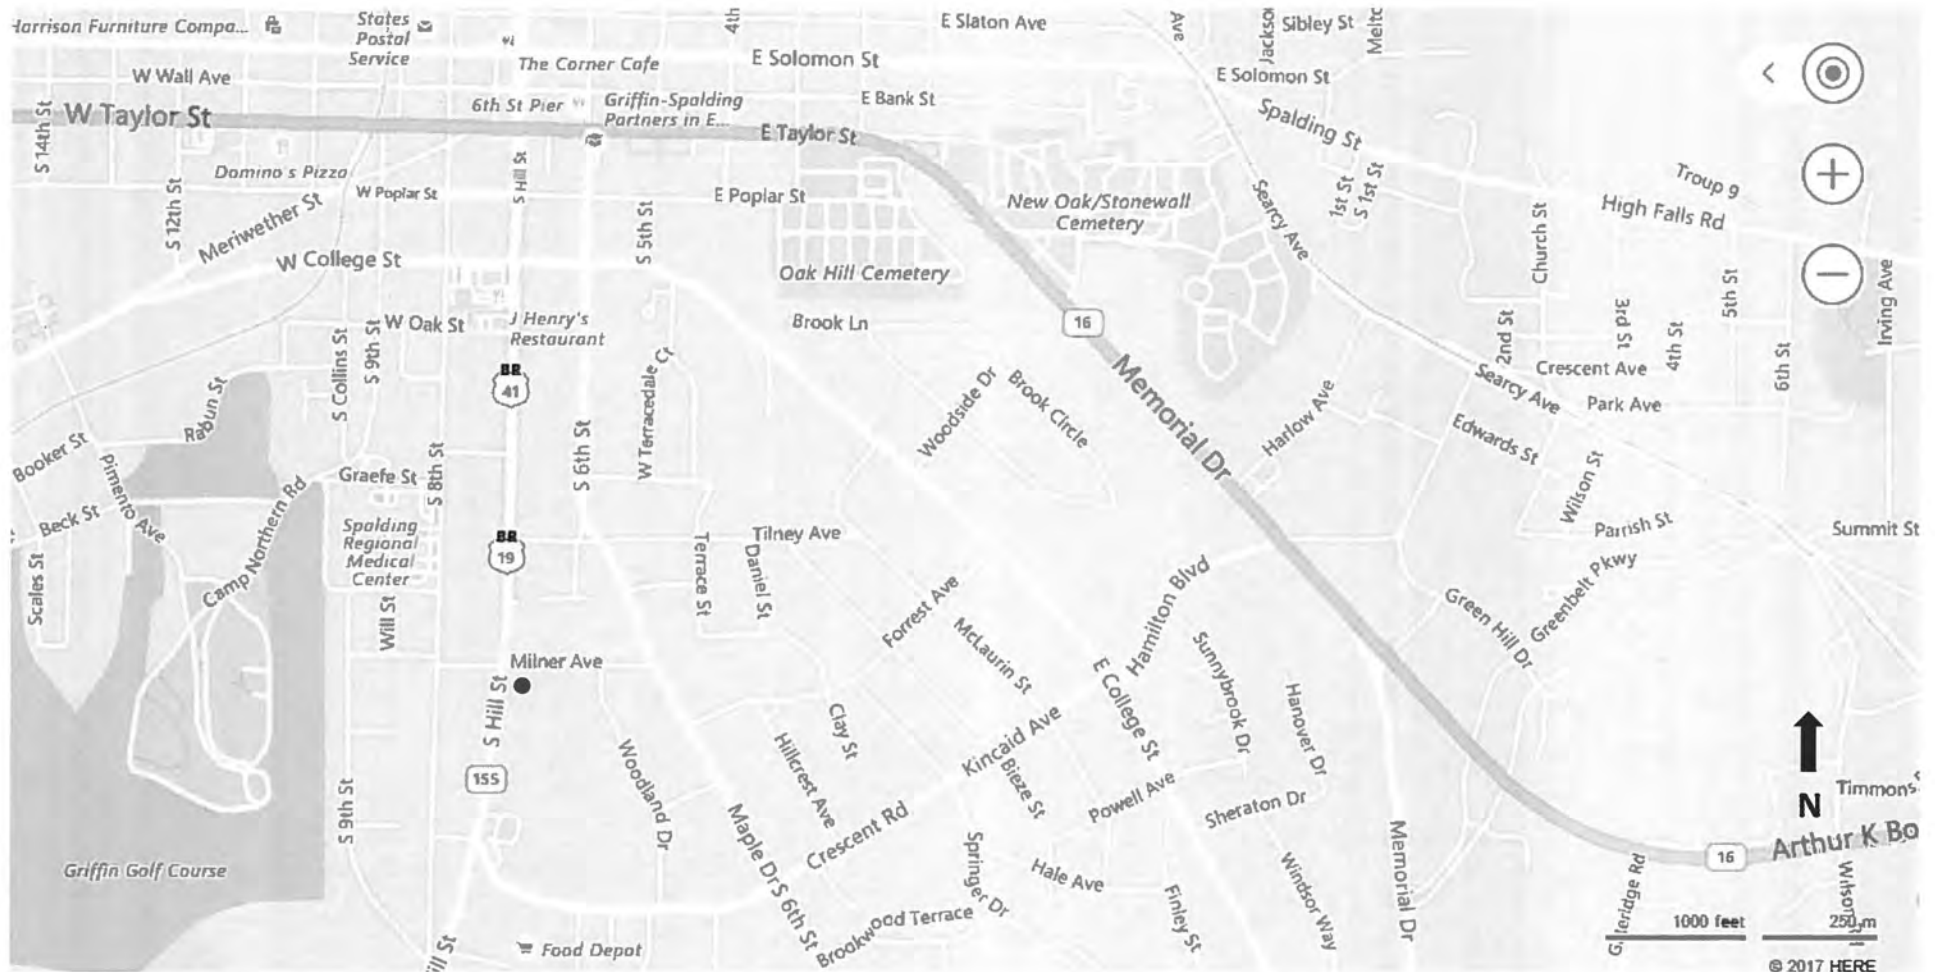 Harrison Furniture Compa...
States
Postal
Service
4th
E Slaton Ave
Ave
Jackson
Sibley St
W Wall Ave
The Corner Cafe
E Solomon St
E Solomon St
S 14th St
W Taylor St
6th St Pier
Griffin-Spalding
Partners in E...
E Bank St
Spalding St
E Taylor St
Domino's Pizza
S Hill St
W Poplar St
E Poplar St
S 12th St
Meriwether St
S 5th St
New Oak/Stonewall
Cemetery
Searcy Ave
1st St
S 1st St
Troup
High Falls Rd
Church St
W College St
Oak Hill Cemetery
5th St
Irving Ave
W Oak St
J Henry's
Restaurant
Brook Ln
16
S Collins St
S 9th St
W Terracedale Ct
2nd St
3rd St
4th St
6th St
Crescent Ave
Searcy Ave
Park Ave
BR
41
Memorial Dr
Woodside Dr
Brook Circle
Harlow Ave
Edwards St
Wilson St
Rabun St
Booker St
Pimento Ave
Beck St
Camp Northern Rd
Graefe St
S 8th St
S 6th St
Spalding
Regional
Medical
Center
BR
19
Tilney Ave
Terrace St
Daniel St
Parrish St
Summit St
Greenbelt Pkwy
Green Hill Dr
Scales St
Will St
Forrest Ave
McLaurin St
Hamilton Blvd
Milner Ave
S Hill St
E College St
Sunnybrook Dr
Hanover Dr
Clay St
Hillcrest Ave
Kincaid Ave
Bieze St
155
Woodland Dr
Powell Ave
Sheraton Dr
N
Timmons
S 9th St
Maple Dr
S 6th St
Crescent Rd
Springer Dr
Hale Ave
Finley St
Windsor Way
Memorial Dr
16
Arthur K Bo
Griffin Golf Course
Brookwood Terrace
Food Depot
ill St
eridge Rd
Wilson
1000 feet
250 m
© 2017 HERE